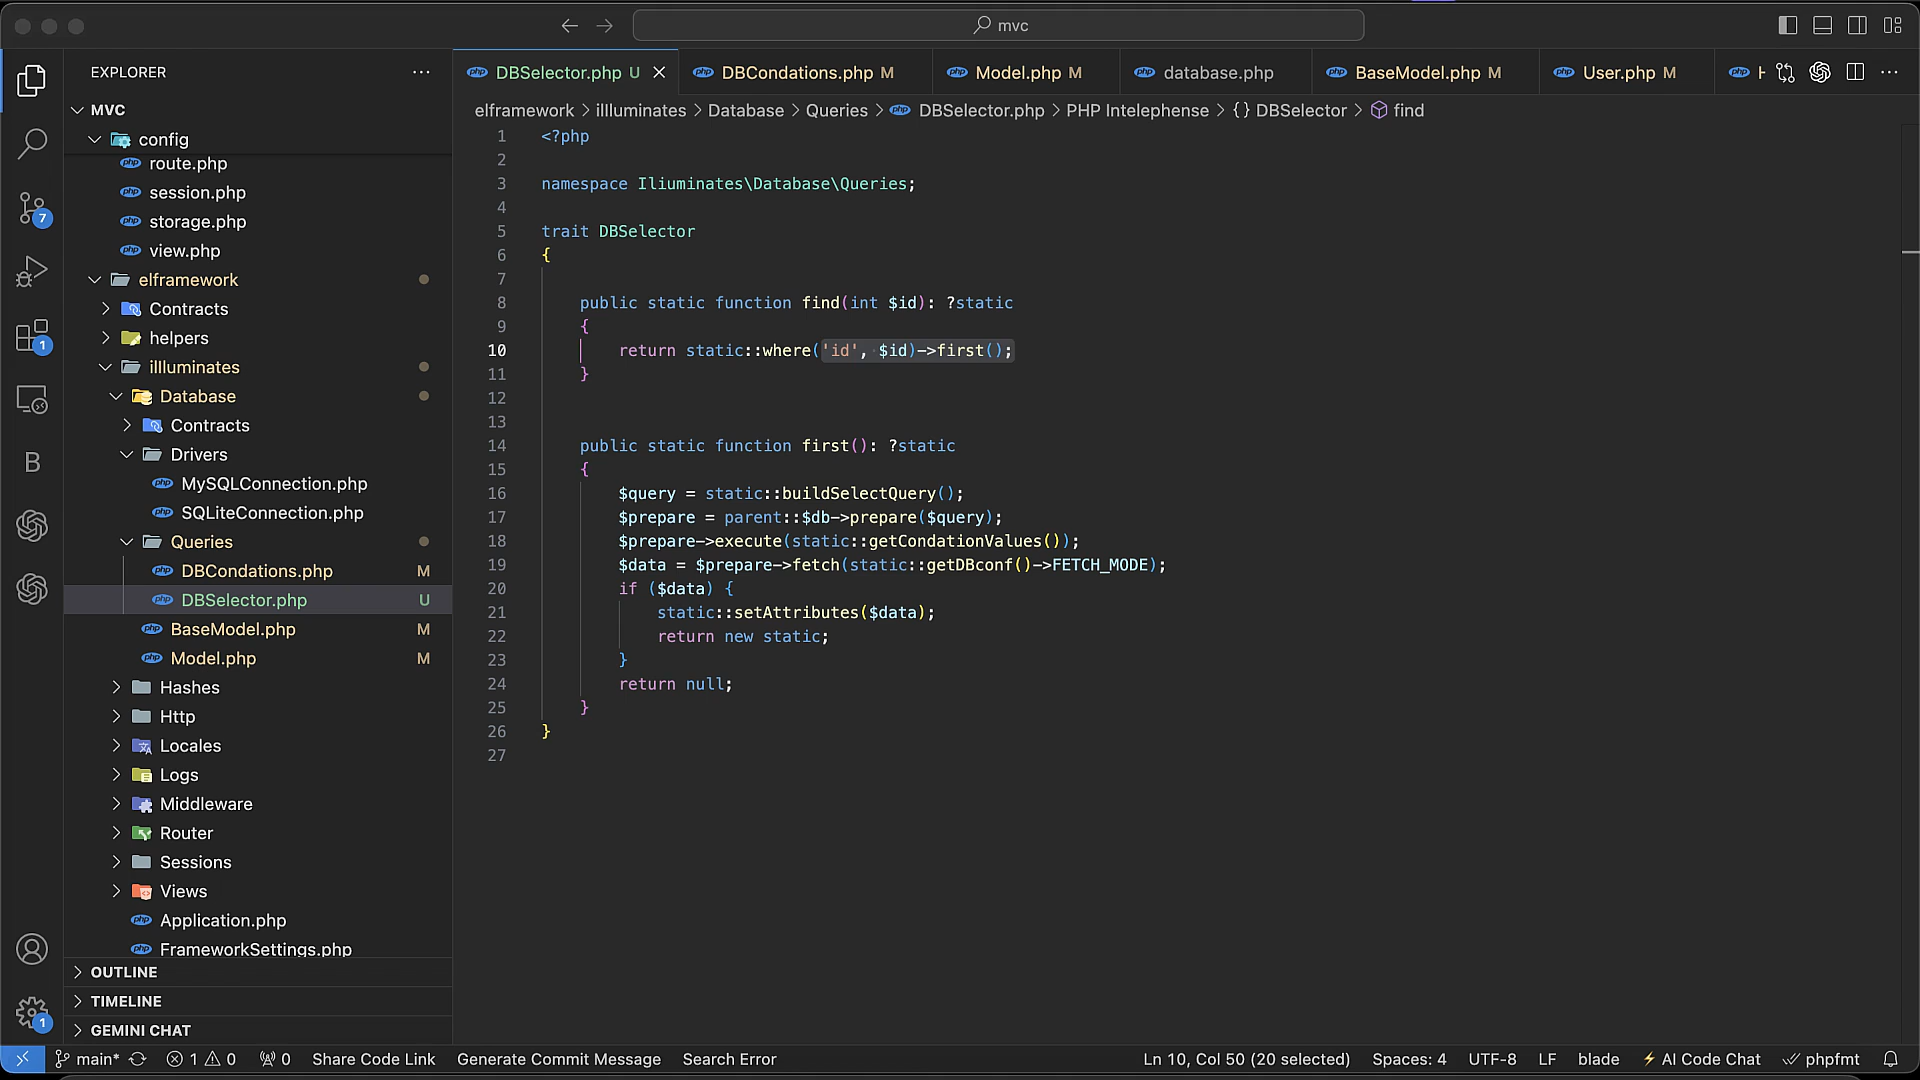 mvc
EXPLORER
MVC
config
route.php
session.php
storage.php
view.php
elframework
Contracts
helpers
illluminates
Database
Contracts
Drivers
MySQLConnection.php
SQLiteConnection.php
Queries
DBCondations.php M
DBSelector.php U
BaseModel.php M
Model.php M
Hashes
Http
Locales
Logs
Middleware
Router
Sessions
Views
Application.php
FrameworkSettings.php
OUTLINE
TIMELINE
GEMINI CHAT
7
1
B
1
DBSelector.php U
DBCondations.php M
Model.php M
database.php
BaseModel.php M
User.php M
elframework > illluminates > Database > Queries > DBSelector.php > PHP Intelephense > {} DBSelector > find
1 <?php
2
3 namespace Iliuminates\Database\Queries;
4
5 trait DBSelector
6 {
7
8 public static function find(int $id): ?static
9 {
10 return static::where('id', $id)->first();
11 }
12
13
14 public static function first(): ?static
15 {
16 $query = static::buildSelectQuery();
17 $prepare = parent::$db->prepare($query);
18 $prepare->execute(static::getCondationValues());
19 $data = $prepare->fetch(static::getDBconf()->FETCH_MODE);
20 if ($data) {
21 static::setAttributes($data);
22 return new static;
23 }
24 return null;
25 }
26 }
27
main* 1 0 0 Share Code Link Generate Commit Message Search Error Ln 10, Col 50 (20 selected) Spaces: 4 UTF-8 LF blade AI Code Chat phpfmt